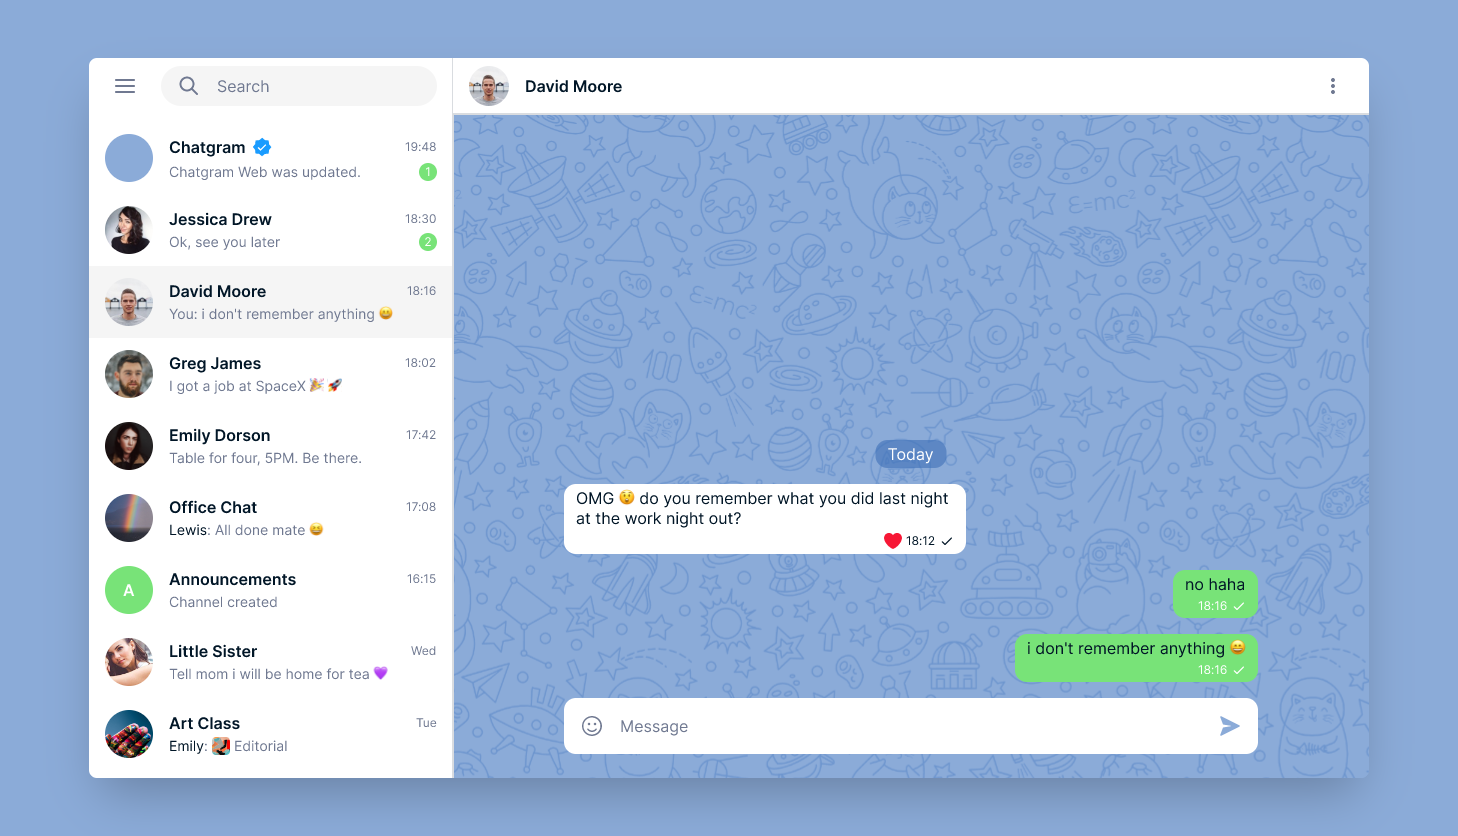 Search
Chatgram
19:48
Chatgram Web was updated.
1
Jessica Drew
18:30
Ok, see you later
2
David Moore
18:16
You: i don't remember anything 😄
Greg James
18:02
I got a job at SpaceX 🎉 🚀
Emily Dorson
17:42
Table for four, 5PM. Be there.
Office Chat
17:08
Lewis: All done mate 😆
A
Announcements
16:15
Channel created
Little Sister
Wed
Tell mom i will be home for tea 💜
Art Class
Tue
Emily: Editorial
David Moore
E=mc²
E=mc²
Today
OMG 😲 do you remember what you did last night
at the work night out?
❤️ 18:12 ✓
no haha
18:16 ✓
i don't remember anything 😄
18:16 ✓
Message